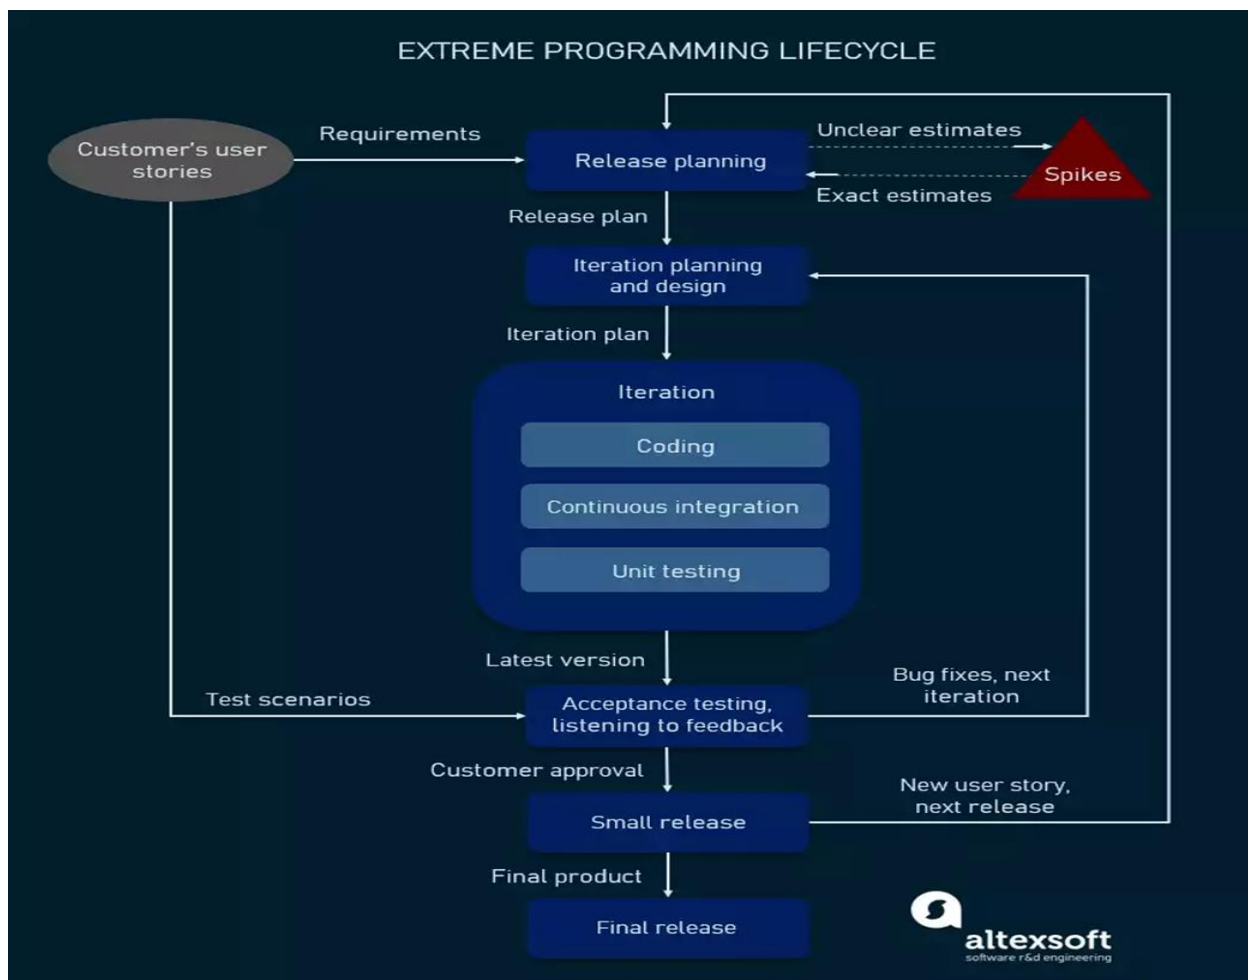 EXTREME PROGRAMMING LIFECYCLE
Customer's user
stories
Requirements
Release planning
Unclear estimates
Spikes
Exact estimates
Release plan
Iteration planning
and design
Iteration plan
Iteration
Coding
Continuous integration
Unit testing
Latest version
Bug fixes, next
iteration
Test scenarios
Acceptance testing,
listening to feedback
Customer approval
New user story,
next release
Small release
Final product
Final release
altexsoft
software r&d engineering